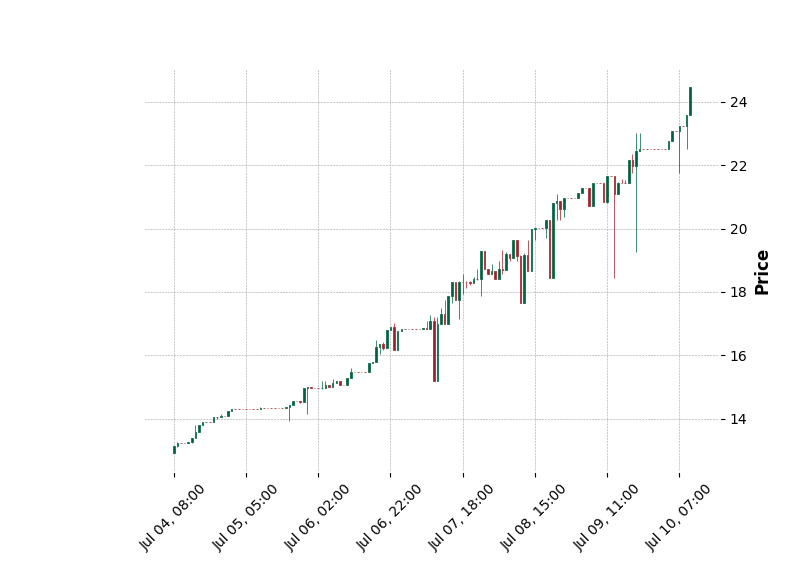 24
22
20
18
16
14
Price
Jul 04, 08:00
Jul 05, 05:00
Jul 06, 02:00
Jul 06, 22:00
Jul 07, 18:00
Jul 08, 15:00
Jul 09, 11:00
Jul 10, 07:00